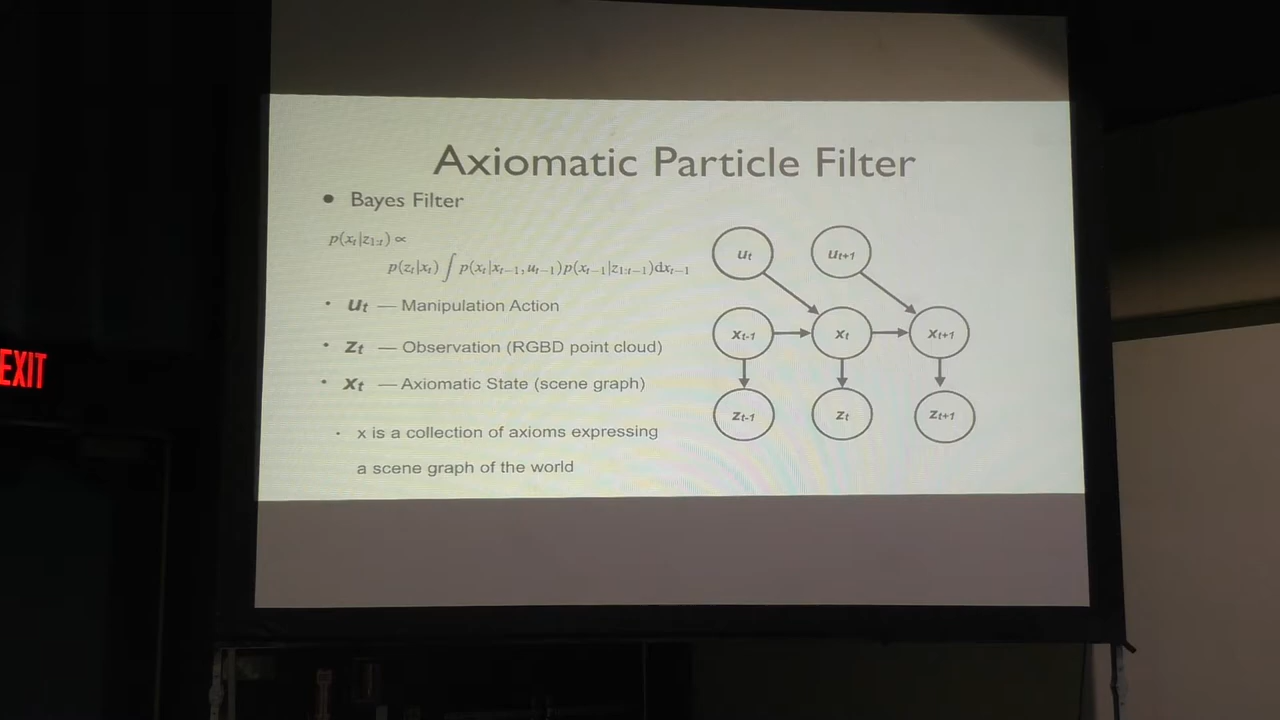 Axiomatic Particle Filter
• Bayes Filter
p(xₜ|z₁:ₜ) ∝
p(zₜ|xₜ) ∫ p(xₜ|xₜ₋₁, uₜ₋₁)p(xₜ₋₁|z₁:ₜ₋₁)dxₜ₋₁
• uₜ — Manipulation Action
• zₜ — Observation (RGBD point cloud)
• xₜ — Axiomatic State (scene graph)
• x is a collection of axioms expressing
a scene graph of the world
uₜ uₜ₊₁
xₜ₋₁ xₜ xₜ₊₁
zₜ₋₁ zₜ zₜ₊₁
EXIT